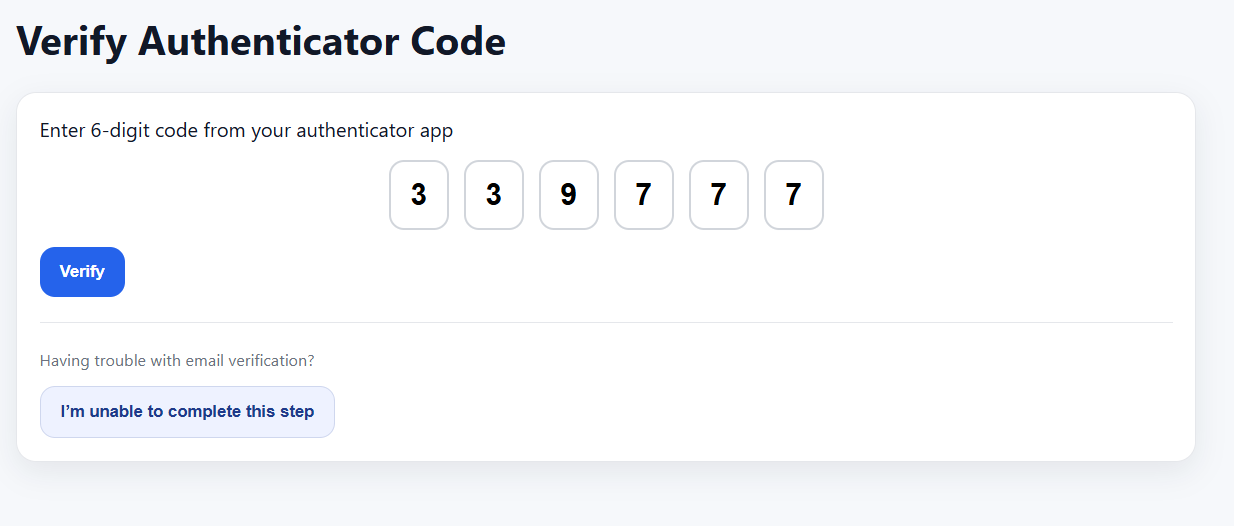 Verify Authenticator Code
Enter 6-digit code from your authenticator app
3 3 9 7 7 7
Verify
Having trouble with email verification?
I’m unable to complete this step